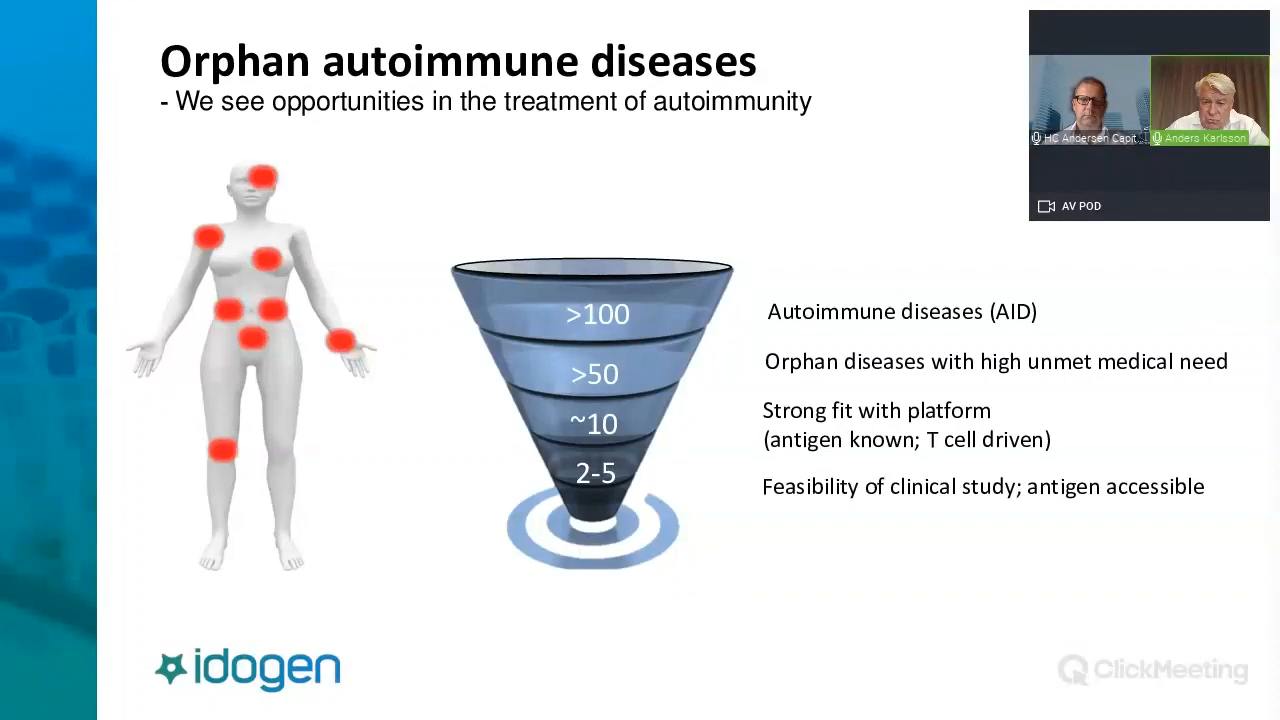 Orphan autoimmune diseases
- We see opportunities in the treatment of autoimmunity
HC Andersen Capit...
Anders Karlsson
AV POD
>100
Autoimmune diseases (AID)
>50
Orphan diseases with high unmet medical need
~10
Strong fit with platform
(antigen known; T cell driven)
2-5
Feasibility of clinical study; antigen accessible
idogen
ClickMeeting